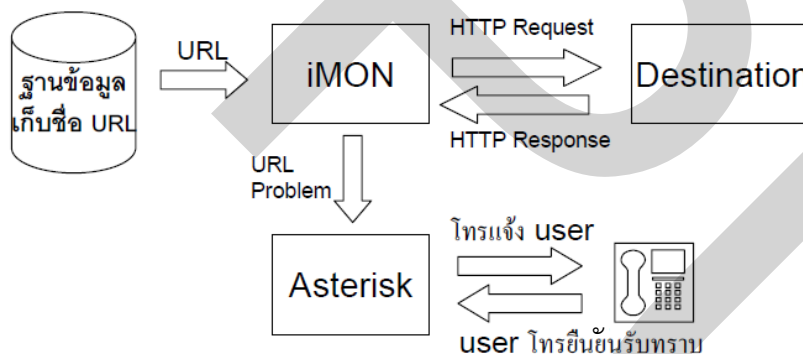 ฐานข้อมูล
เก็บชื่อ URL
URL
iMON
HTTP Request
HTTP Response
Destination
URL
Problem
Asterisk
โทรแจ้ง user
user โทรยืนยันรับทราบ